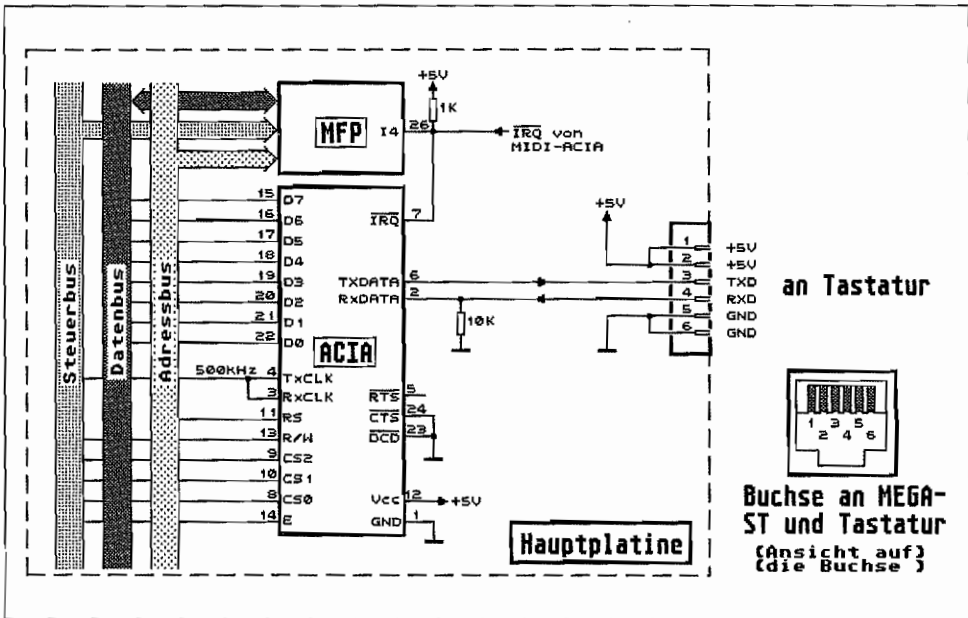 Steuerbus
Datenbus
Adressbus
MFP
I4
26
+5V
1K
IRQ von
MIDI-ACIA
15 D7
16 D6
17 D5
18 D4
19 D3
20 D2
21 D1
22 D0
500kHz 4 TxCLK
3 RxCLK
11 RS
13 R/W
9 CS2
10 CS1
8 CS0
14 E
ACIA
IRQ 7
TXDATA 6
RxDATA 2
10K
RTS 5
CTS 24
DCD 23
Vcc 12 +5V
GND 1
+5V
1 +5V
2 +5V
3 TXD
4 RXD
5 GND
6 GND
an Tastatur
Hauptplatine
1 3 5
2 4 6
Buchse an MEGA-
ST und Tastatur
(Ansicht auf)
(die Buchse )